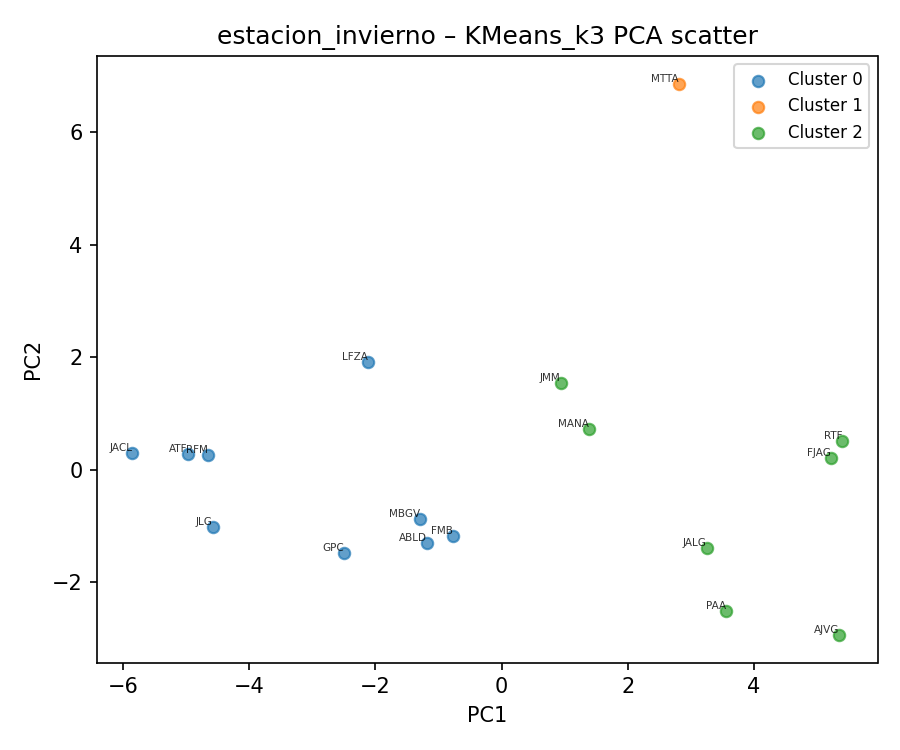 estacion_invierno – KMeans_k3 PCA scatter
MTTA
Cluster 0
Cluster 1
Cluster 2
6
4
PC2
2
0
−2
LFZA
JMM
MANA
JACL
RFM
RTF
FJAG
JLG
MBGV
FMB
ABLD
GPC
JALG
PAA
AJVG
−6
−4
−2
0
2
4
PC1